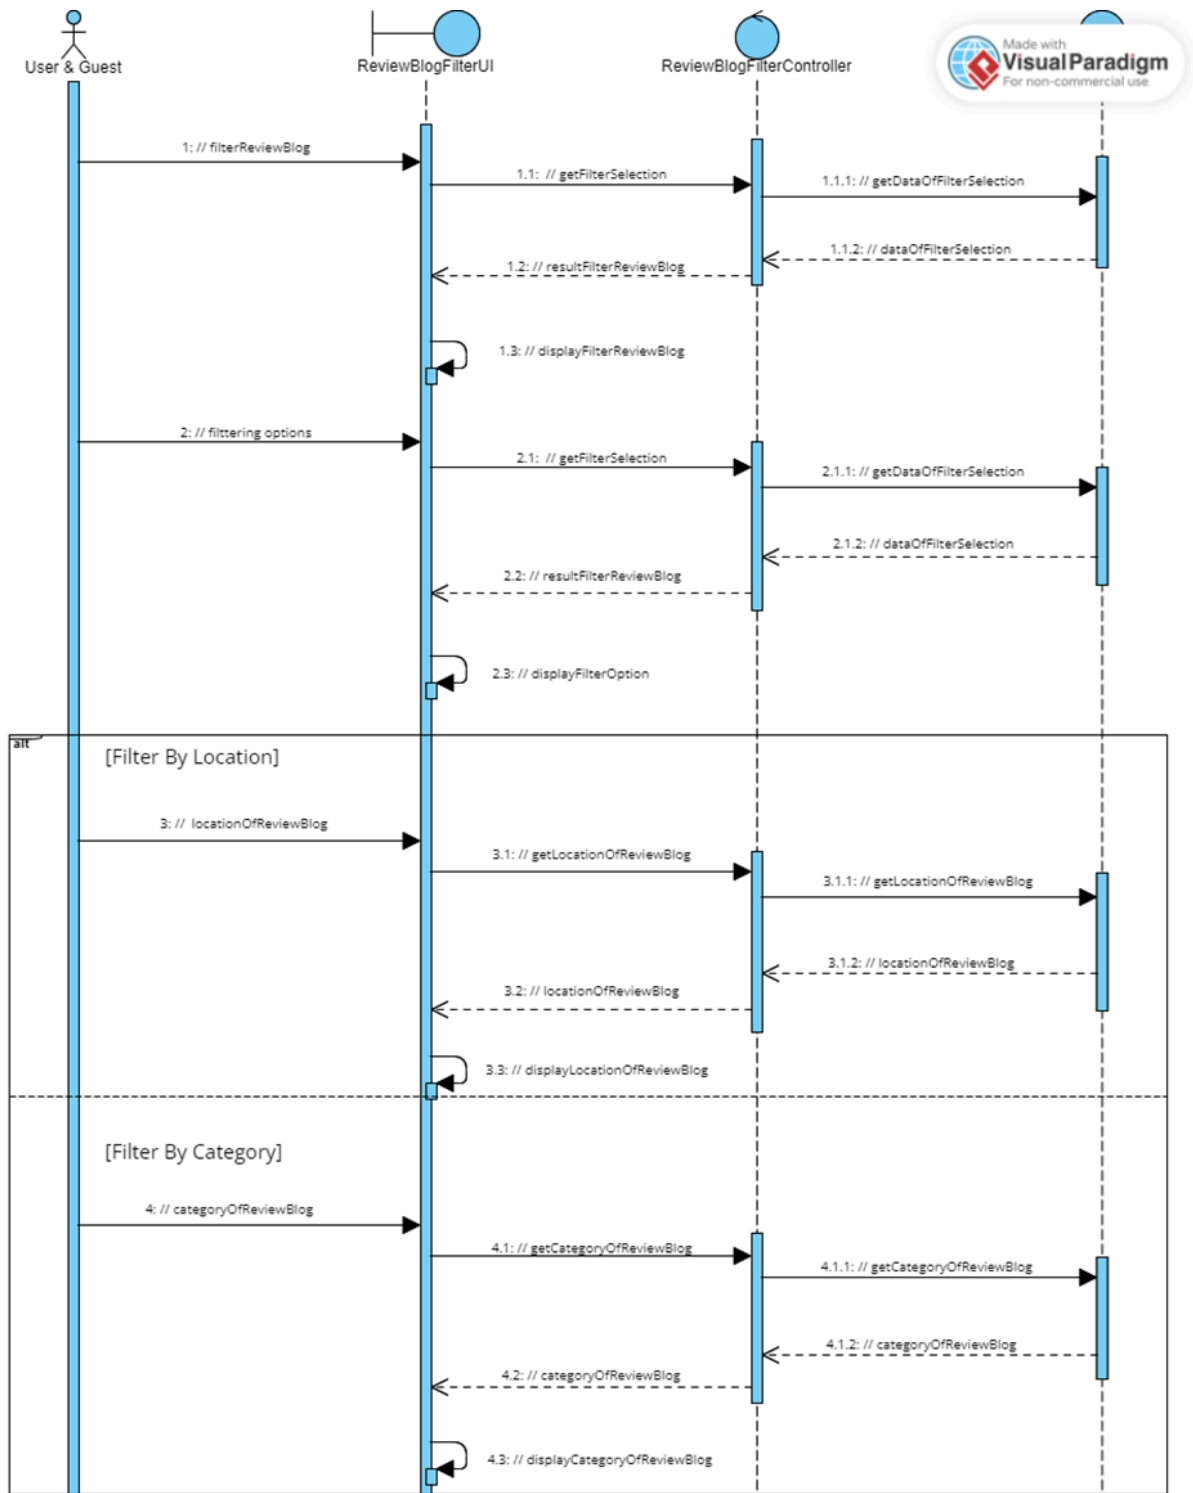 User & Guest
ReviewBlogFilterUI
ReviewBlogFilterController
Made with
Visual Paradigm
For non-commercial use
1: // filterReviewBlog
1.1: // getFilterSelection
1.1.1: // getDataOfFilterSelection
1.1.2: // dataOfFilterSelection
1.2: // resultFilterReviewBlog
1.3: // displayFilterReviewBlog
2: // filttering options
2.1: // getFilterSelection
2.1.1: // getDataOfFilterSelection
2.1.2: // dataOfFilterSelection
2.2: // resultFilterReviewBlog
2.3: // displayFilterOption
alt
[Filter By Location]
3: // locationOfReviewBlog
3.1: // getLocationOfReviewBlog
3.1.1: // getLocationOfReviewBlog
3.1.2: // locationOfReviewBlog
3.2: // locationOfReviewBlog
3.3: // displayLocationOfReviewBlog
[Filter By Category]
4: // categoryOfReviewBlog
4.1: // getCategoryOfReviewBlog
4.1.1: // getCategoryOfReviewBlog
4.1.2: // categoryOfReviewBlog
4.2: // categoryOfReviewBlog
4.3: // displayCategoryOfReviewBlog